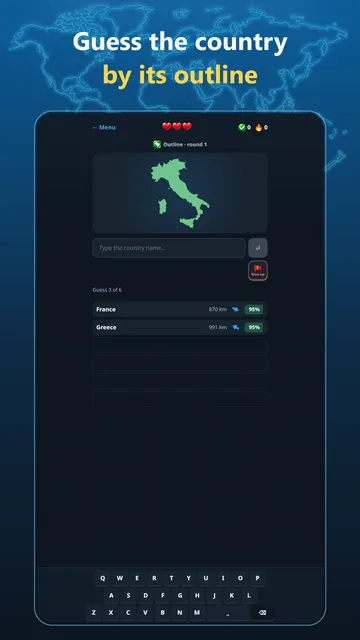 Guess the country
by its outline
← Menu
0
0
Outline - round 1
Type the country name...
Give up
Guess 3 of 6
France 870 km 95%
Greece 991 km 95%
Q W E R T Y U I O P
A S D F G H J K L
Z X C V B N M